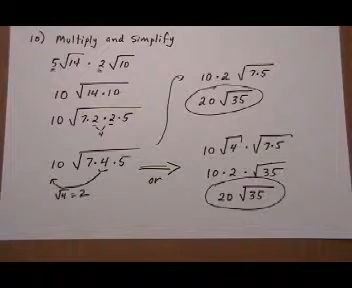 10) Multiply and Simplify
5√14 · 2√10
10 √14·10
10 √7·2·2·5
4
10 √7·4·5
√4 = 2
10·2 √7·5
20 √35
or
10 √4 · √7·5
10·2·√35
20 √35